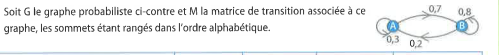 Soit G le graphe probabiliste ci-contre et M la matrice de transition associée à ce
graphe, les sommets étant rangés dans l'ordre alphabétique.
0,7
0,8
A
B
0,3
0,2